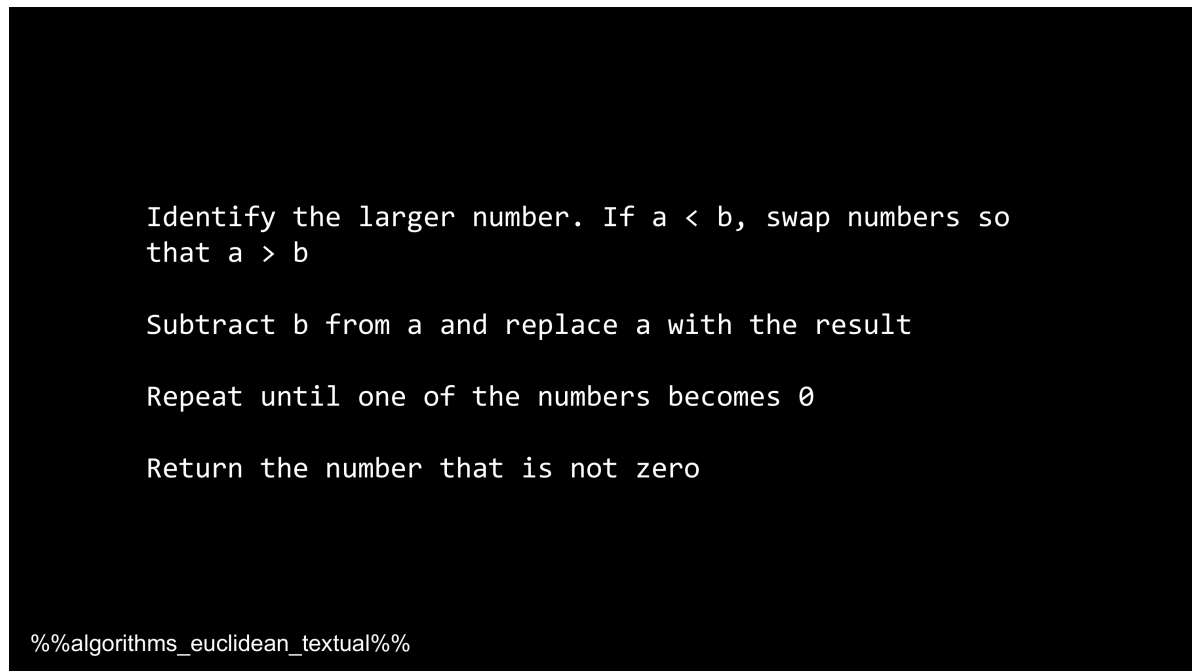 Identify the larger number. If a < b, swap numbers so
that a > b
Subtract b from a and replace a with the result
Repeat until one of the numbers becomes 0
Return the number that is not zero
%%algorithms_euclidean_textual%%